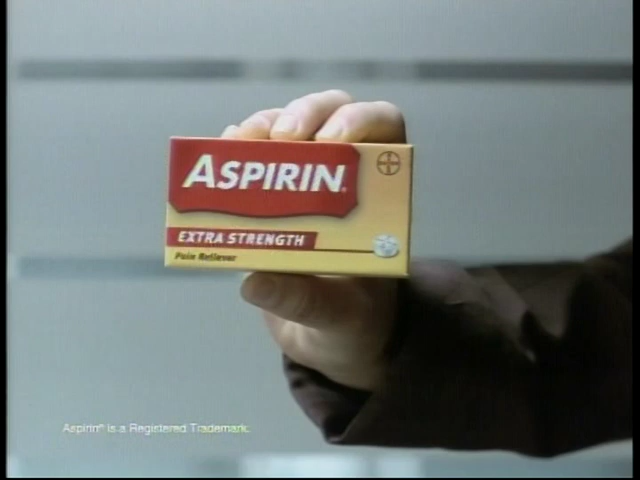 ASPIRIN®
EXTRA STRENGTH
Pain Reliever
Aspirin® is a Registered Trademark.